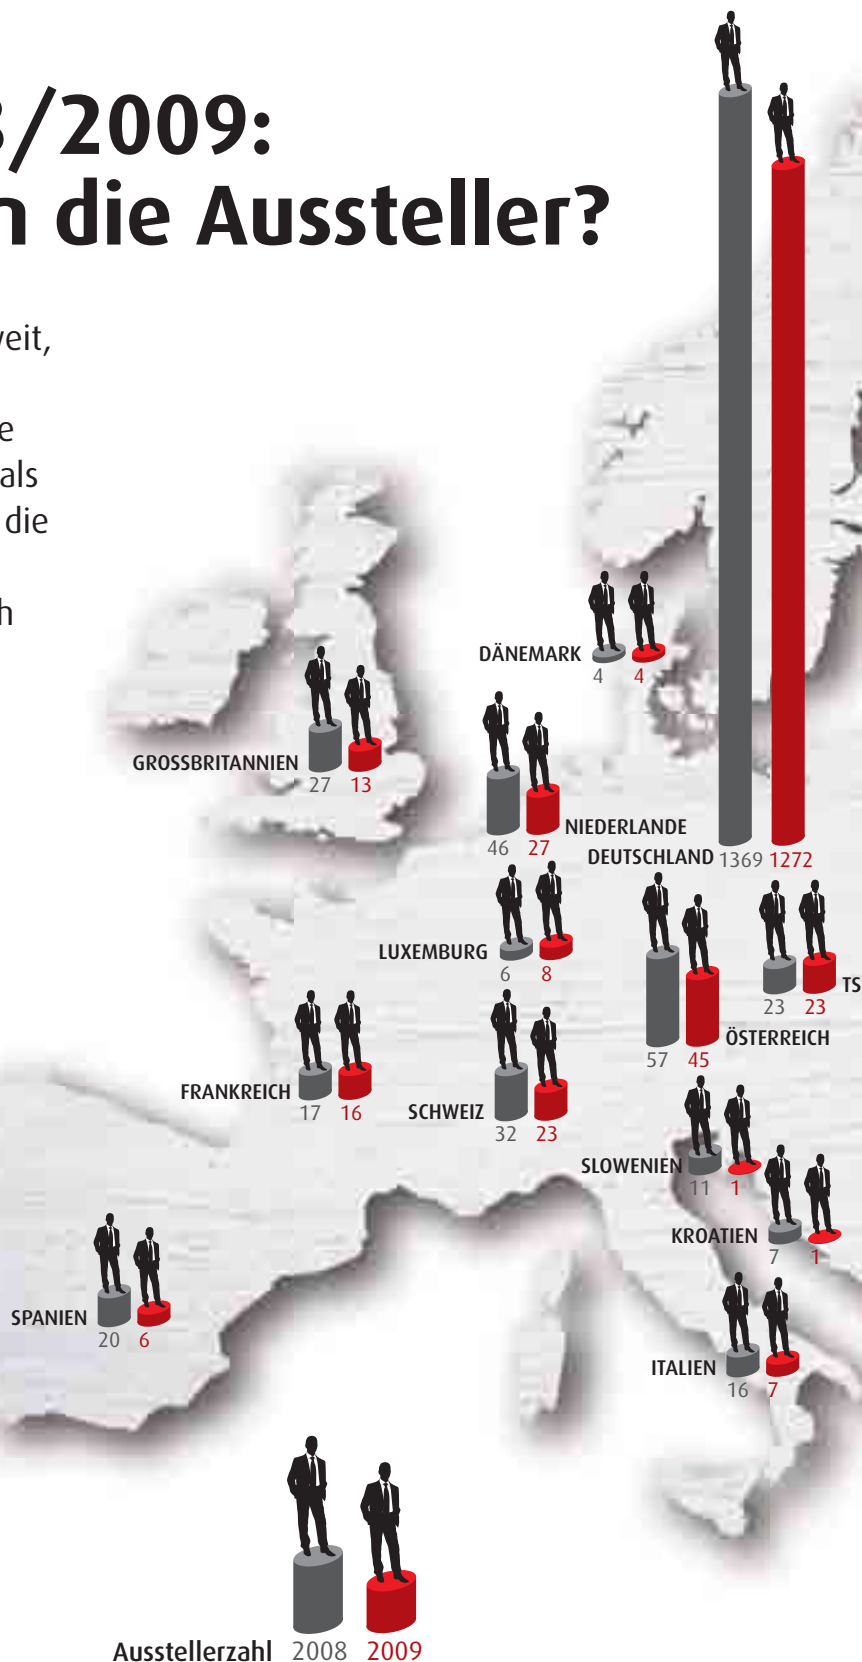 3/2009:
n die Aussteller?
veit,
e
als
die
h
DÄNEMARK
4 4
GROSSBRITANNIEN
27 13
NIEDERLANDE
46 27
DEUTSCHLAND 1369 1272
LUXEMBURG
6 8
TS
23 23
ÖSTERREICH
57 45
FRANKREICH
17 16
SCHWEIZ
32 23
SLOWENIEN
11 1
KROATIEN
7 1
SPANIEN
20 6
ITALIEN
16 7
Ausstellerzahl 2008 2009